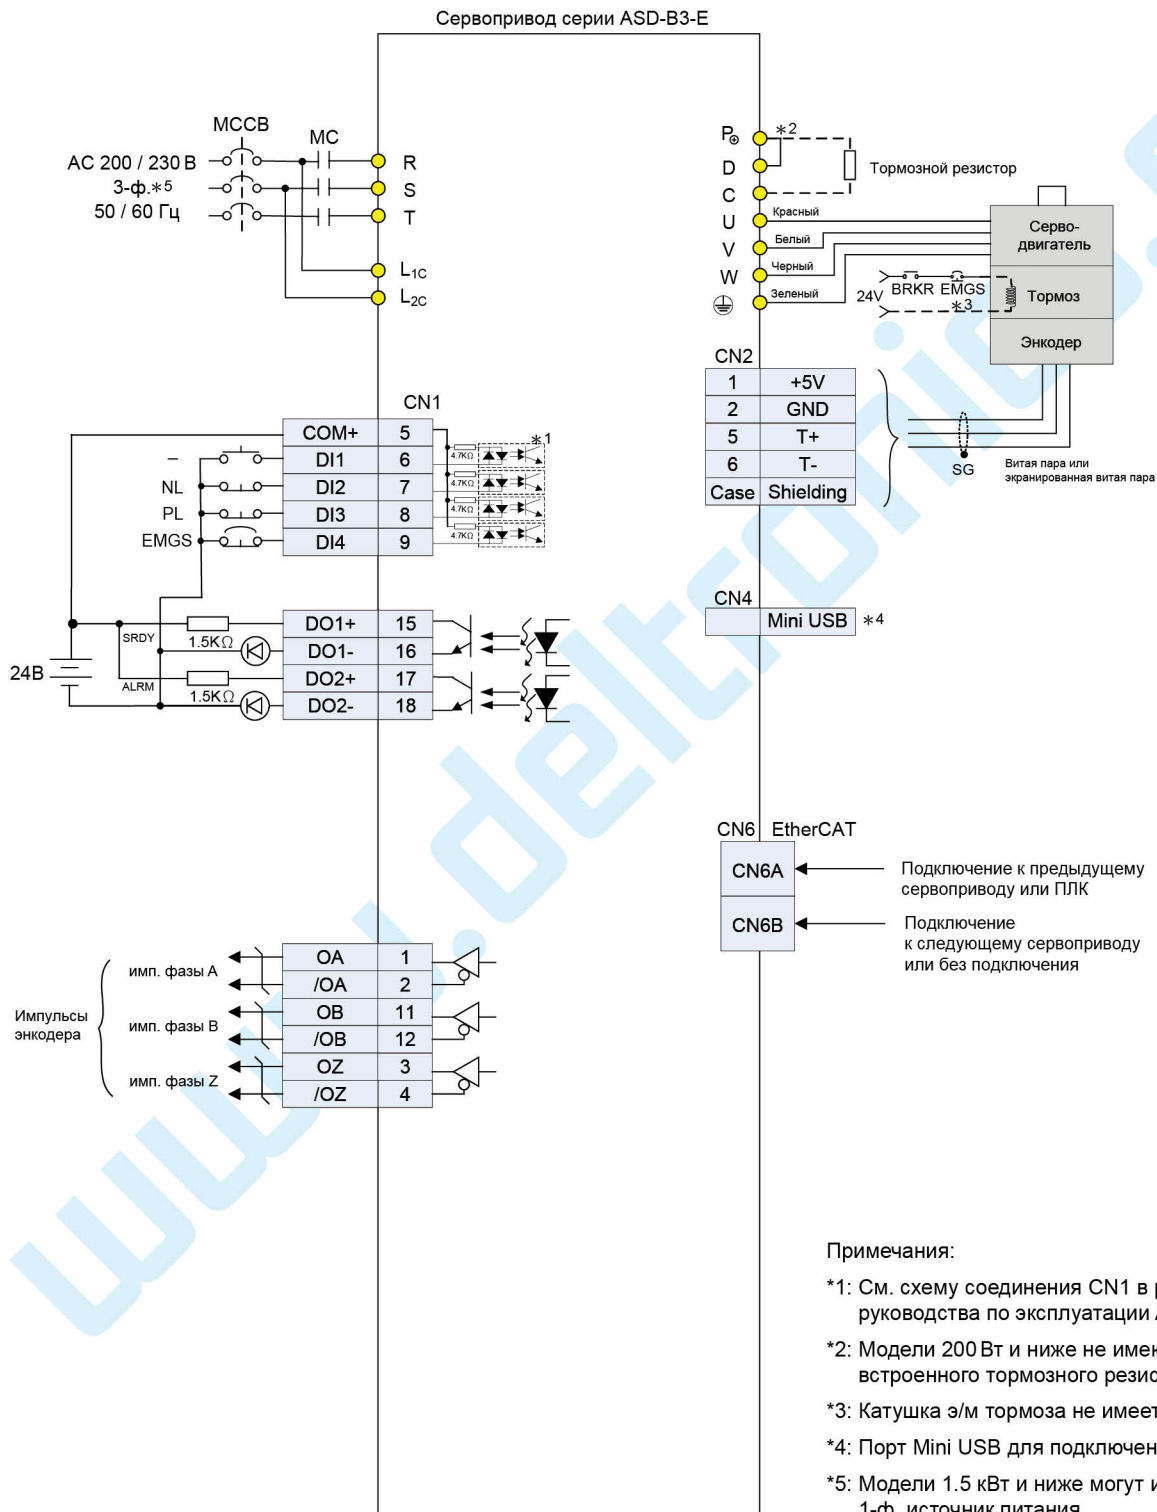 Сервопривод серии ASD-B3-E
MCCB
MC
AC 200 / 230 В
3-ф.*5
50 / 60 Гц
R
S
T
L1C
L2C
P⊕
*2
D
C
Тормозной резистор
U
Красный
V
Белый
W
Черный
Зеленый
24V
BRKR
EMGS
*3
Серво-
двигатель
Тормоз
Энкодер
CN2
1 +5V
2 GND
5 T+
6 T-
Case Shielding
SG
Витая пара или
экранированная витая пара
CN1
COM+ 5
– DI1 6
NL DI2 7
PL DI3 8
EMGS DI4 9
*1
4.7KΩ
4.7KΩ
4.7KΩ
4.7KΩ
CN4
Mini USB *4
24В
SRDY
1.5KΩ
ALRM
1.5KΩ
DO1+ 15
DO1- 16
DO2+ 17
DO2- 18
CN6 EtherCAT
CN6A
Подключение к предыдущему
сервоприводу или ПЛК
CN6B
Подключение
к следующему сервоприводу
или без подключения
Импульсы
энкодера
имп. фазы A
имп. фазы B
имп. фазы Z
OA 1
/OA 2
OB 11
/OB 12
OZ 3
/OZ 4
Примечания:
*1: См. схему соединения CN1 в
руководства по эксплуатации
*2: Модели 200 Вт и ниже не
встроенного тормозного
*3: Катушка э/м тормоза не имеет
*4: Порт Mini USB для
*5: Модели 1.5 кВт и ниже могут
1-ф. источник питания
www.deltronics